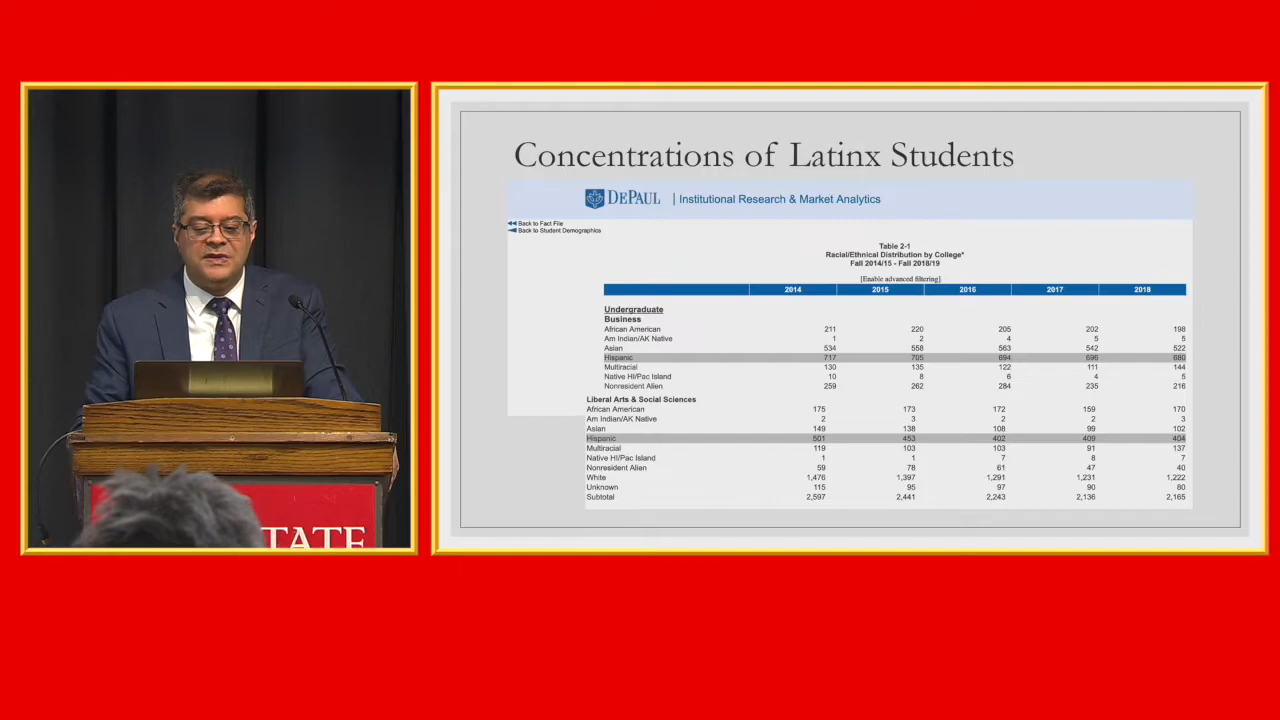 Concentrations of Latinx Students
DEPAUL | Institutional Research & Market Analytics
Back to Fact File
Back to Student Demographics
Table 2-1
Racial/Ethnical Distribution by College*
Fall 2014/15 - Fall 2018/19
[Enable advanced filtering]
2014 2015 2016 2017 2018
Undergraduate
Business
African American 211 220 205 202 198
Am Indian/AK Native 1 2 4 5 5
Asian 534 558 563 542 522
Hispanic 717 705 694 696 680
Multiracial 130 135 122 111 144
Native HI/Pac Island 10 8 6 4 5
Nonresident Alien 259 262 284 235 216
Liberal Arts & Social Sciences
African American 175 173 172 159 170
Am Indian/AK Native 2 3 2 2 3
Asian 149 138 108 99 102
Hispanic 501 453 402 409 404
Multiracial 119 103 103 91 137
Native HI/Pac Island 1 1 7 8 7
Nonresident Alien 59 78 61 47 40
White 1,476 1,397 1,291 1,231 1,222
Unknown 115 95 97 90 80
Subtotal 2,597 2,441 2,243 2,136 2,165
TATE